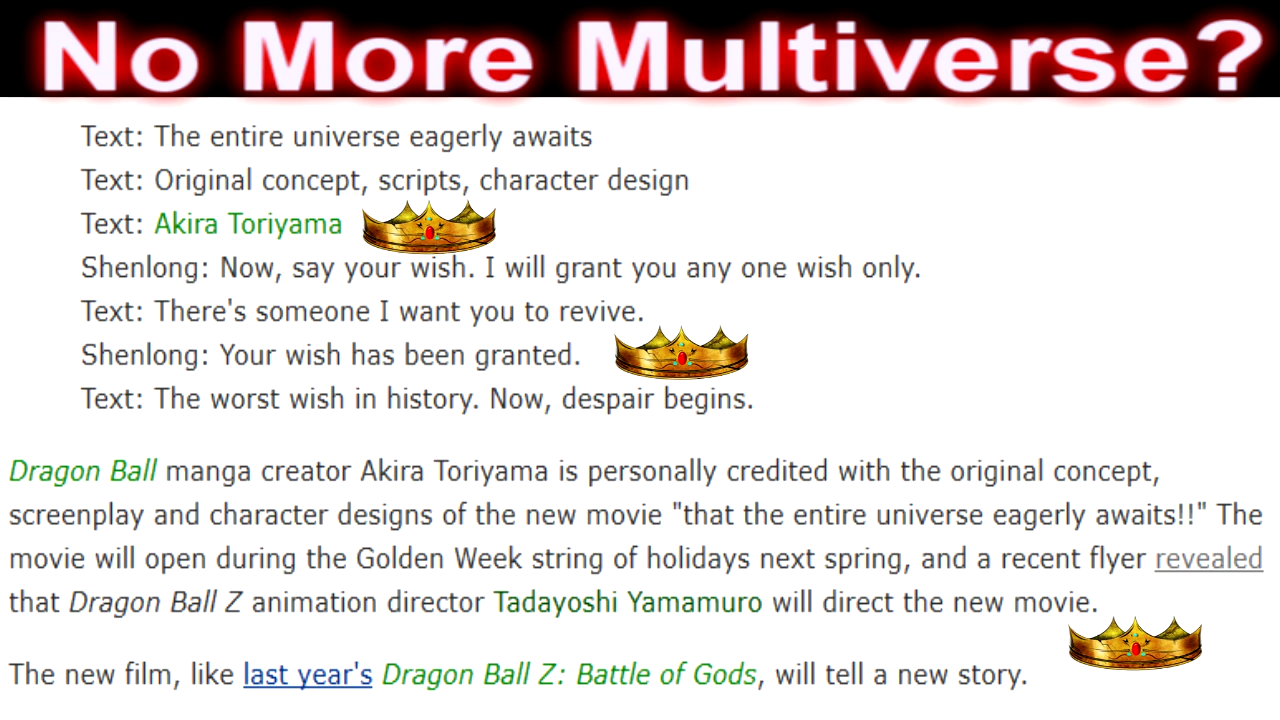 No More Multiverse?
Text: The entire universe eagerly awaits
Text: Original concept, scripts, character design
Text: Akira Toriyama
Shenlong: Now, say your wish. I will grant you any one wish only.
Text: There's someone I want you to revive.
Shenlong: Your wish has been granted.
Text: The worst wish in history. Now, despair begins.
Dragon Ball manga creator Akira Toriyama is personally credited with the original concept,
screenplay and character designs of the new movie "that the entire universe eagerly awaits!!" The
movie will open during the Golden Week string of holidays next spring, and a recent flyer revealed
that Dragon Ball Z animation director Tadayoshi Yamamuro will direct the new movie.
The new film, like last year's Dragon Ball Z: Battle of Gods, will tell a new story.